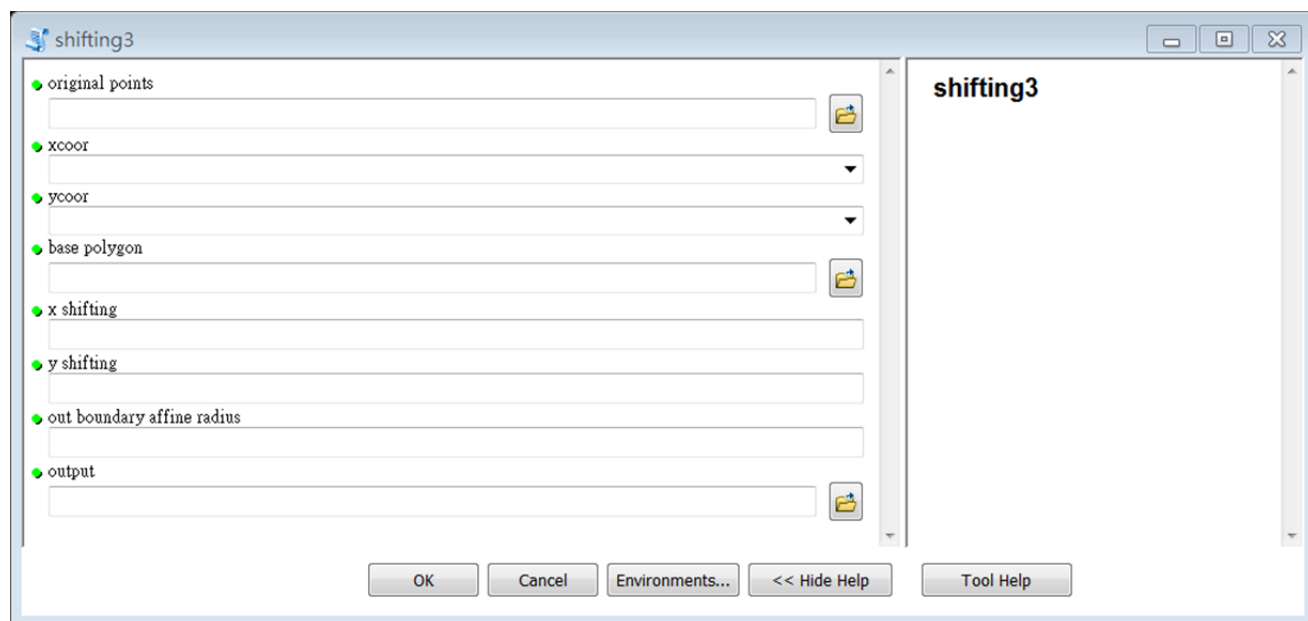 shifting3
original points
xcoor
ycoor
base polygon
x shifting
y shifting
out boundary affine radius
output
shifting3
OK
Cancel
Environments...
<< Hide Help
Tool Help